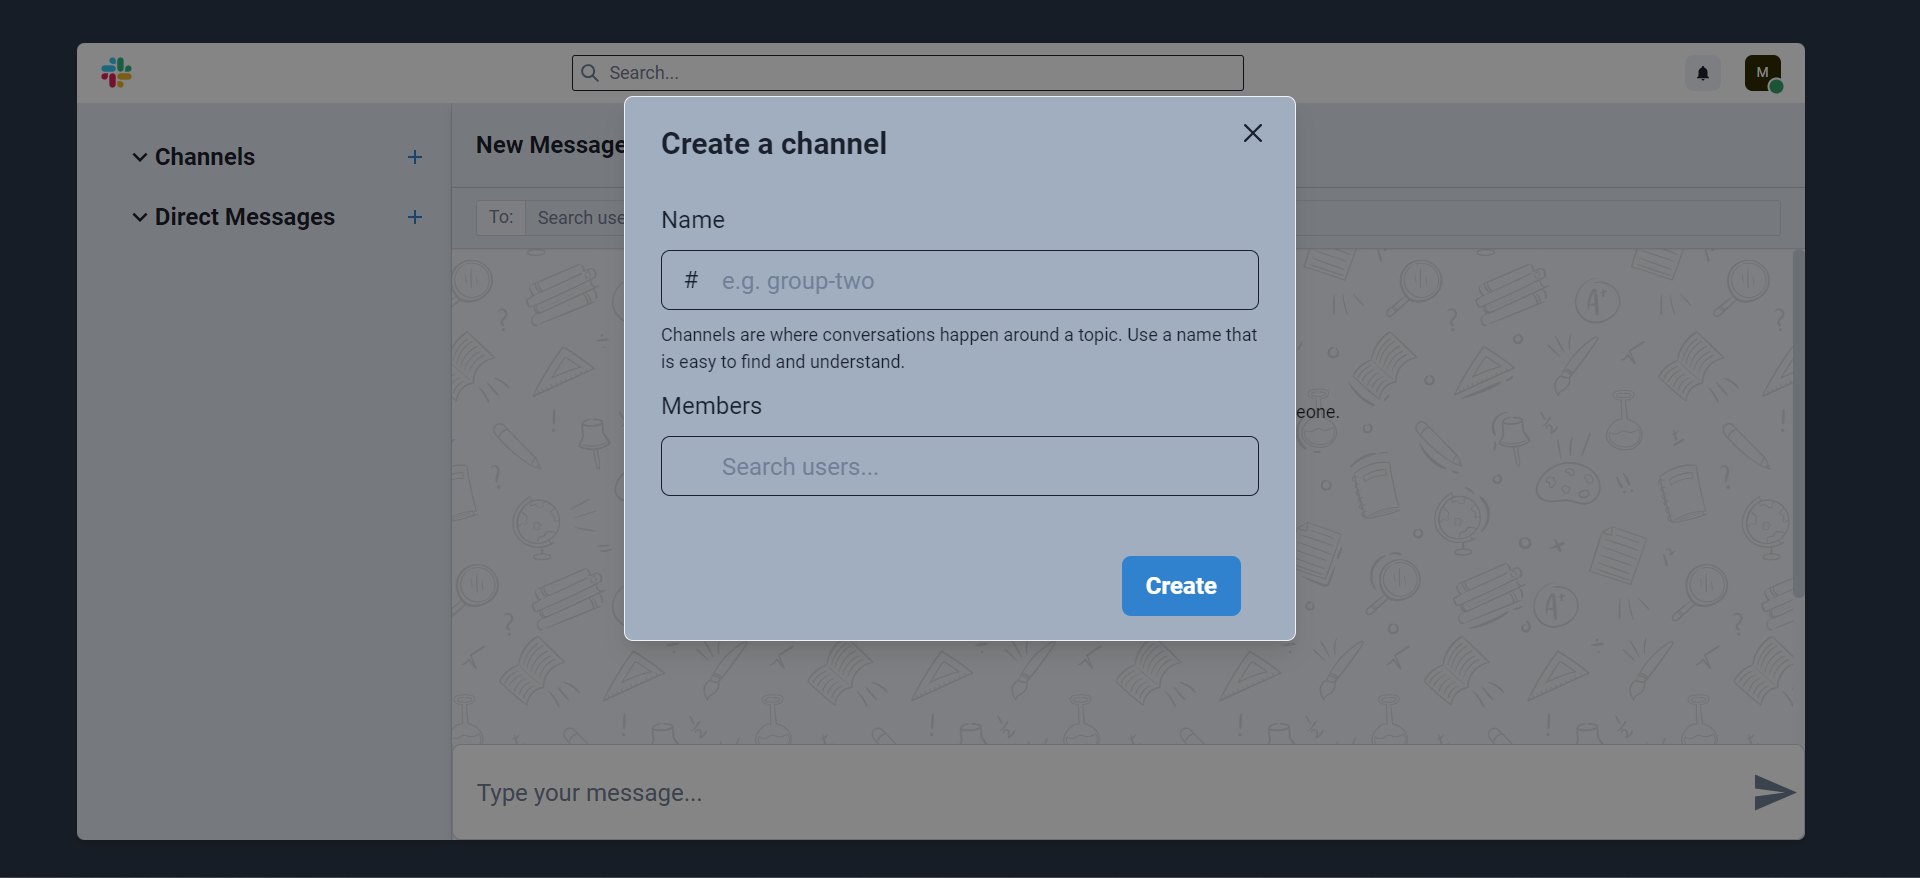 Search...
M
Channels
Direct Messages
New Message
To: Search use
Create a channel
Name
# e.g. group-two
Channels are where conversations happen around a topic. Use a name that
is easy to find and understand.
Members
Search users...
Create
eone.
Type your message...